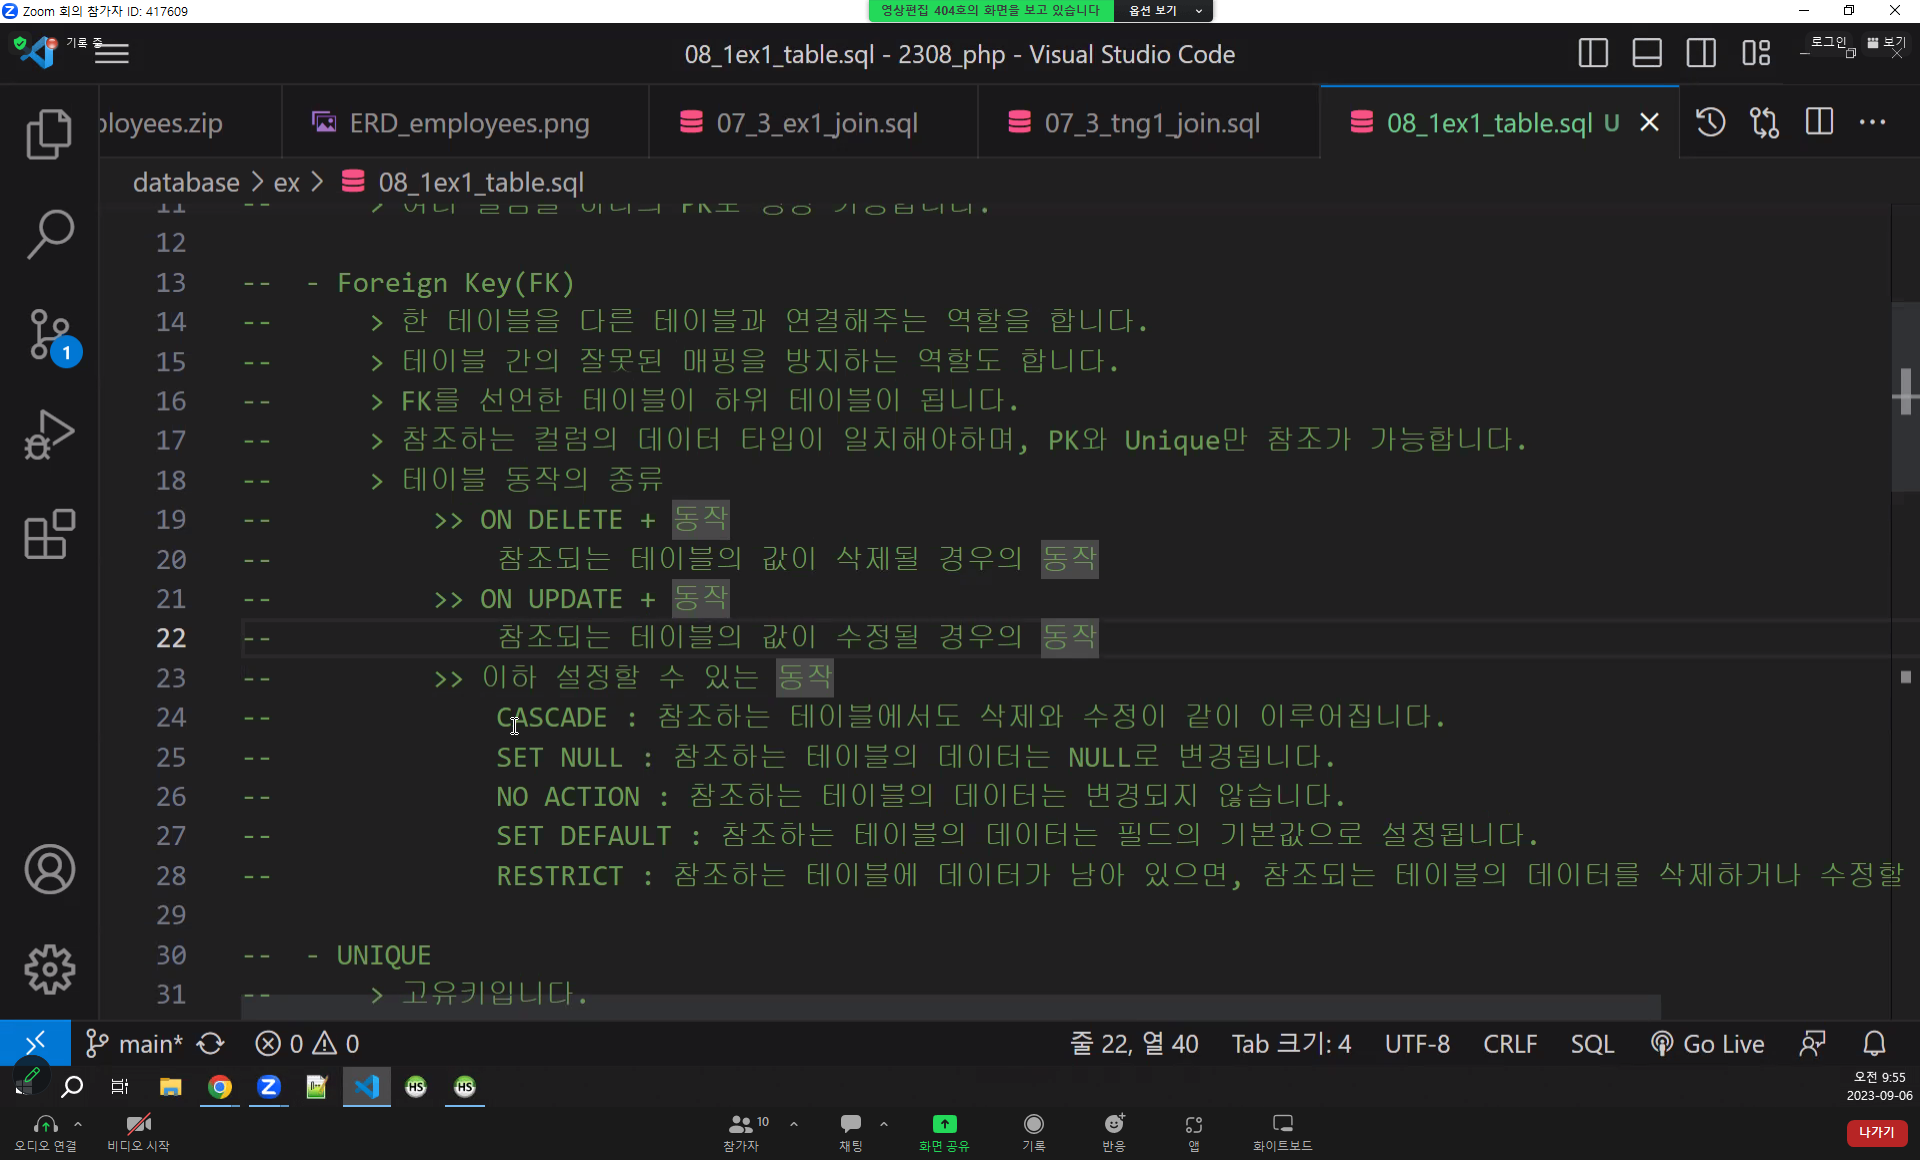 Zoom 회의 참가자 ID: 417609
영상편집 404호의 화면을 보고 있습니다
옵션 보기
기록 중
08_1ex1_table.sql - 2308_php - Visual Studio Code
로그인
보기
ployees.zip
ERD_employees.png
07_3_ex1_join.sql
07_3_tng1_join.sql
08_1ex1_table.sql U
database > ex > 08_1ex1_table.sql
11 -- > 여러 컬럼을 하나의 PK로 생성 가능합니다.
12
13 -- - Foreign Key(FK)
14 -- > 한 테이블을 다른 테이블과 연결해주는 역할을 합니다.
15 -- > 테이블 간의 잘못된 매핑을 방지하는 역할도 합니다.
16 -- > FK를 선언한 테이블이 하위 테이블이 됩니다.
17 -- > 참조하는 컬럼의 데이터 타입이 일치해야하며, PK와 Unique만 참조가 가능합니다.
18 -- > 테이블 동작의 종류
19 -- >> ON DELETE + 동작
20 -- 참조되는 테이블의 값이 삭제될 경우의 동작
21 -- >> ON UPDATE + 동작
22 -- 참조되는 테이블의 값이 수정될 경우의 동작
23 -- >> 이하 설정할 수 있는 동작
24 -- CASCADE : 참조하는 테이블에서도 삭제와 수정이 같이 이루어집니다.
25 -- SET NULL : 참조하는 테이블의 데이터는 NULL로 변경됩니다.
26 -- NO ACTION : 참조하는 테이블의 데이터는 변경되지 않습니다.
27 -- SET DEFAULT : 참조하는 테이블의 데이터는 필드의 기본값으로 설정됩니다.
28 -- RESTRICT : 참조하는 테이블에 데이터가 남아 있으면, 참조되는 테이블의 데이터를 삭제하거나 수정할
29
30 -- - UNIQUE
31 -- > 고유키입니다.
1
main* 0 0
줄 22, 열 40
Tab 크기: 4
UTF-8
CRLF
SQL
Go Live
HS
HS
오전 9:55
2023-09-06
오디오 연결
비디오 시작
10
참가자
채팅
화면 공유
기록
반응
앱
화이트보드
나가기